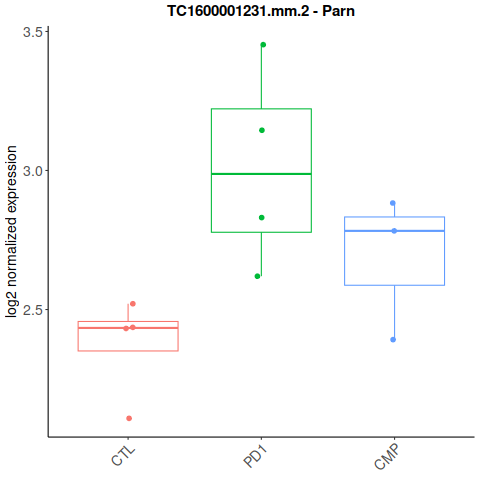 TC1600001231.mm.2 - Parn
log2 normalized expression
3.5
3.0
2.5
CTL
PD1
CMP